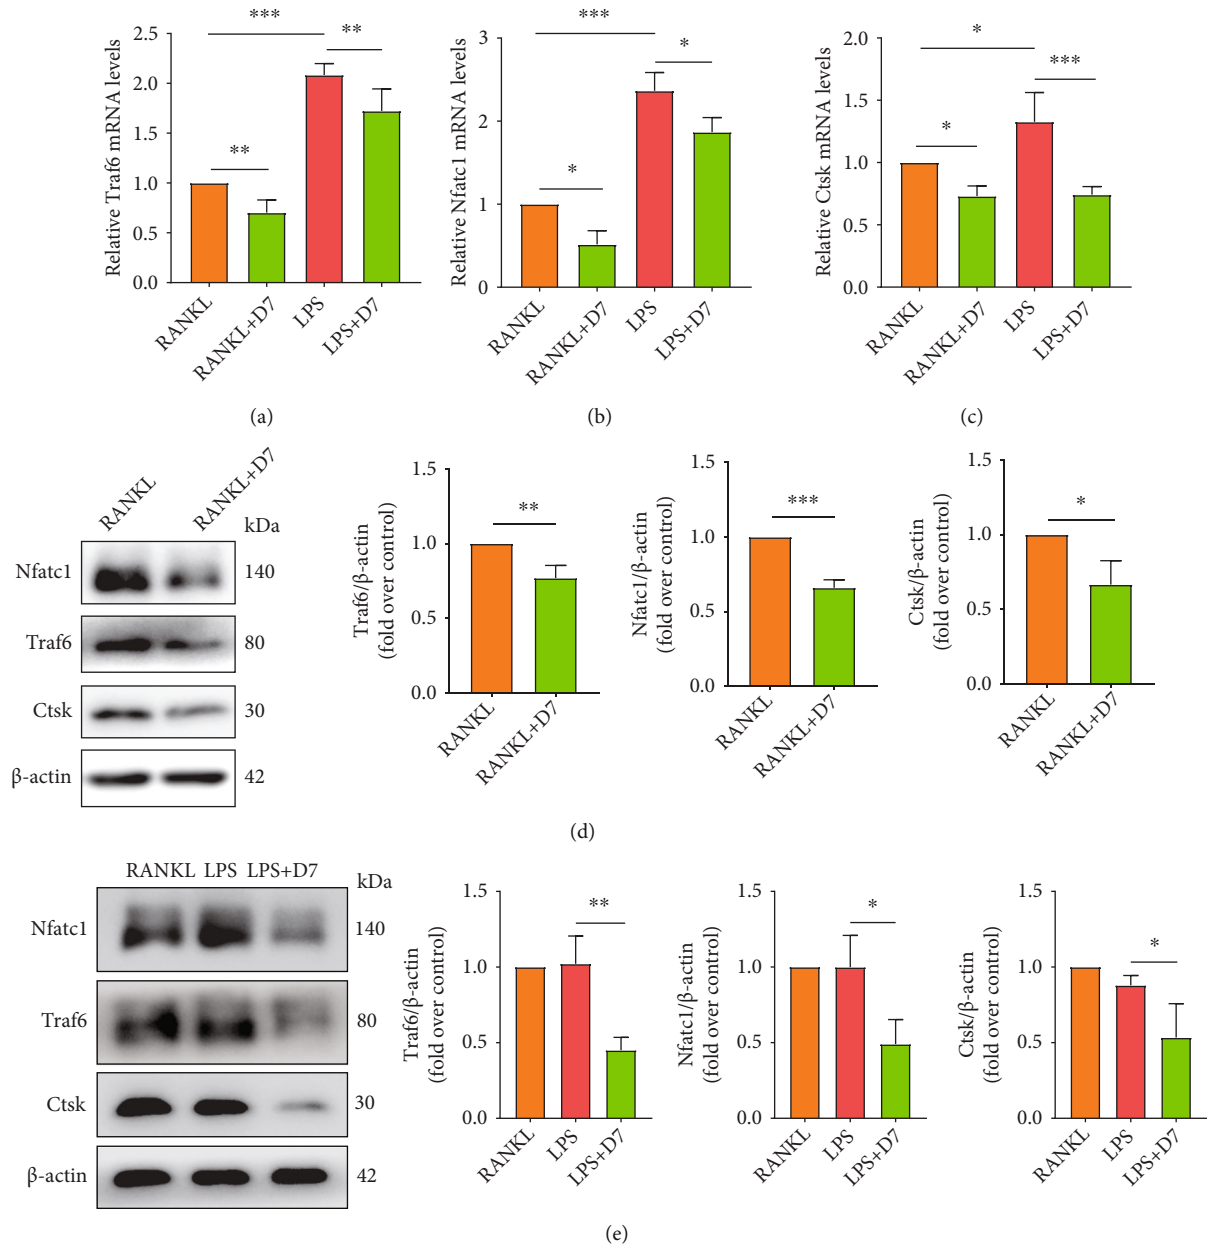 Relative Traf6 mRNA levels
2.5
2.0
1.5
1.0
0.5
0.0
***
**
**
RANKL
RANKL+D7
LPS
LPS+D7
(a)
Relative Nfatc1 mRNA levels
3
2
1
0
***
*
*
RANKL
RANKL+D7
LPS
LPS+D7
(b)
Relative Ctsk mRNA levels
2.0
1.5
1.0
0.5
0.0
*
***
*
RANKL
RANKL+D7
LPS
LPS+D7
(c)
RANKL
RANKL+D7
kDa
Nfatc1 140
Traf6 80
Ctsk 30
β-actin 42
Traf6/β-actin
(fold over control)
1.5
1.0
0.5
0.0
**
RANKL
RANKL+D7
Nfatc1/β-actin
(fold over control)
1.5
1.0
0.5
0.0
***
RANKL
RANKL+D7
Ctsk/β-actin
(fold over control)
1.5
1.0
0.5
0.0
*
RANKL
RANKL+D7
(d)
RANKL LPS LPS+D7
kDa
Nfatc1 140
Traf6 80
Ctsk 30
β-actin 42
Traf6/β-actin
(fold over control)
1.5
1.0
0.5
0.0
**
RANKL
LPS
LPS+D7
Nfatc1/β-actin
(fold over control)
1.5
1.0
0.5
0.0
*
RANKL
LPS
LPS+D7
Ctsk/β-actin
(fold over control)
1.5
1.0
0.5
0.0
*
RANKL
LPS
LPS+D7
(e)